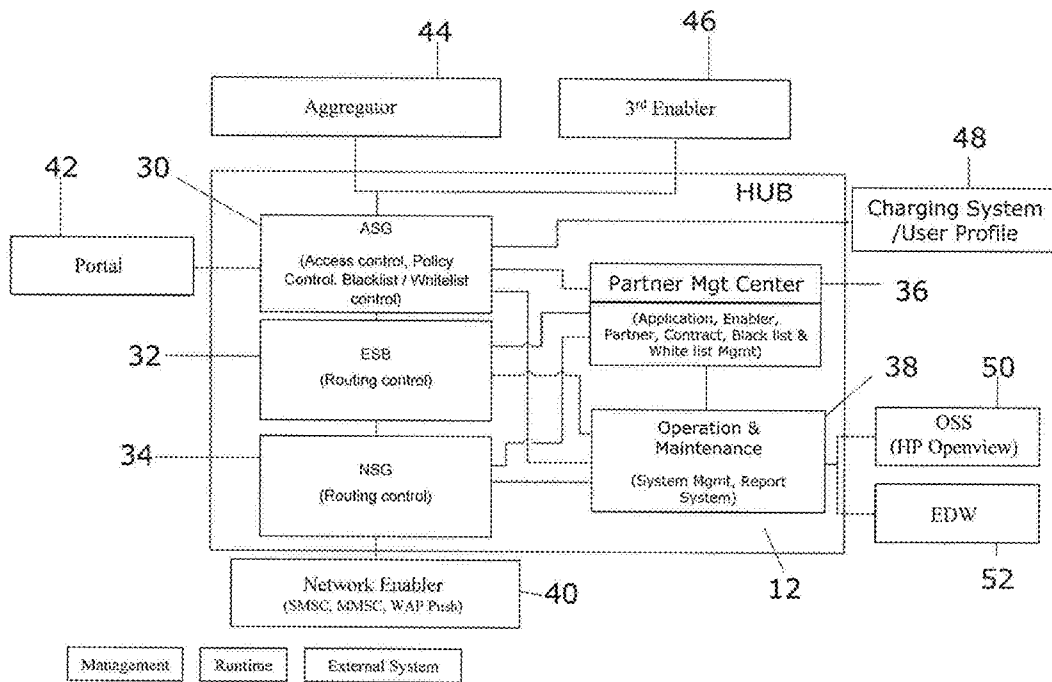 44
46
Aggregator
3rd Enabler
30
48
42
HUB
ASG
Charging System
/User Profile
(Access control, Policy
Control. Blacklist / Whitelist
control)
Portal
Partner Mgt Center
36
(Application, Enabler,
Partner, Contract, Black list &
White list Mgmt)
32
ESB
(Routing control)
38
50
Operation &
Maintenance
OSS
(HP Openview)
34
NSG
(Routing control)
(System Mgmt, Report
System)
EDW
Network Enabler
(SMSC, MMSC, WAP Push)
40
12
52
Management
Runtime
External System